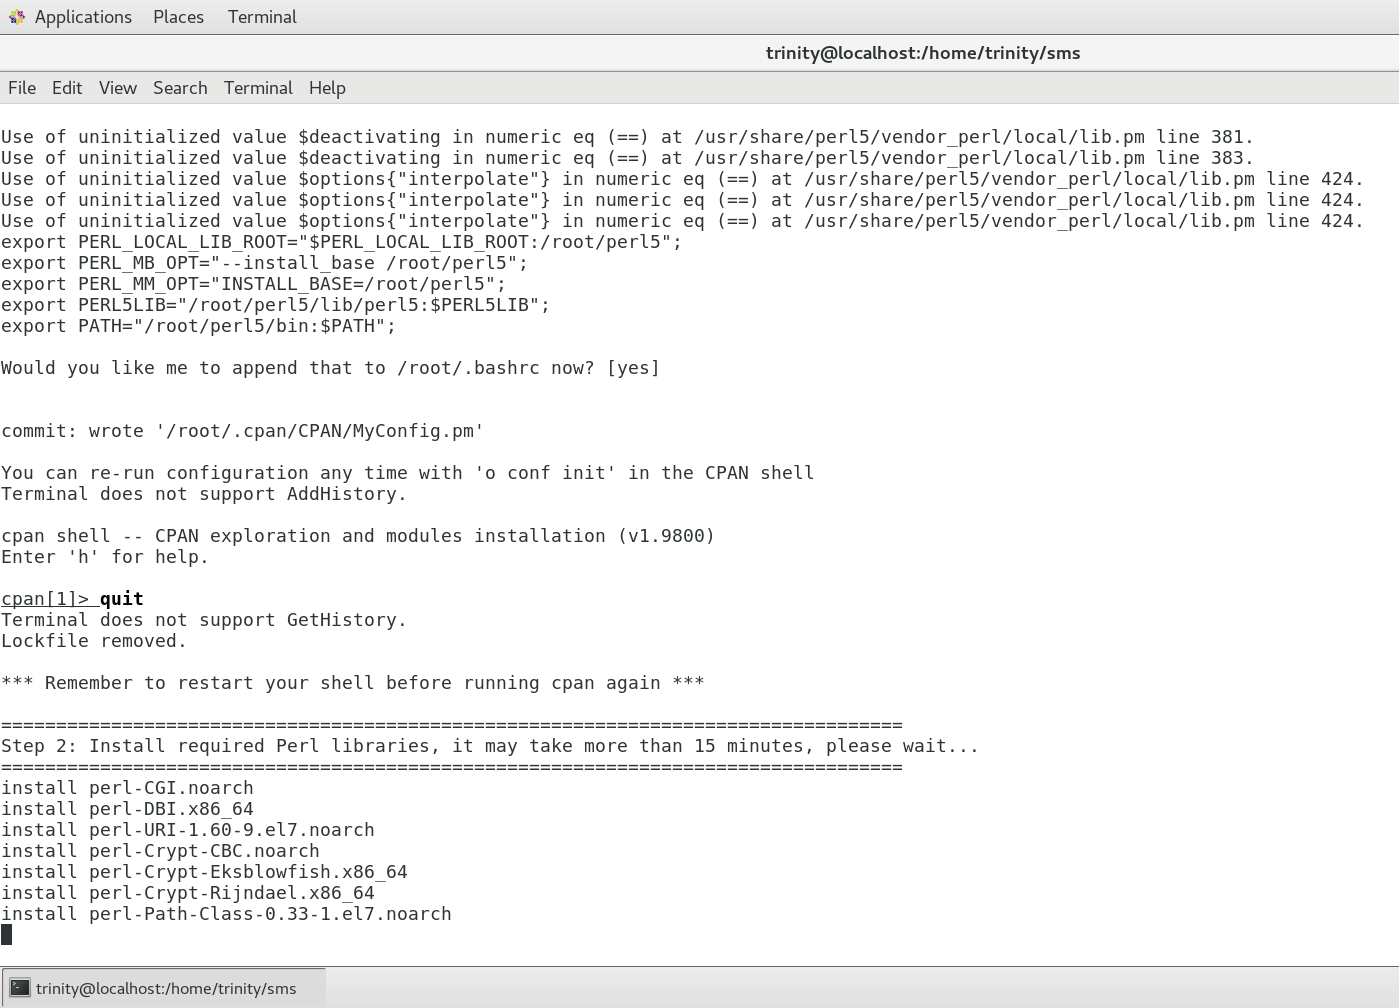 Applications Places Terminal
trinity@localhost:/home/trinity/sms
File Edit View Search Terminal Help
Use of uninitialized value $deactivating in numeric eq (==) at /usr/share/perl5/vendor_perl/local/lib.pm line 381.
Use of uninitialized value $deactivating in numeric eq (==) at /usr/share/perl5/vendor_perl/local/lib.pm line 383.
Use of uninitialized value $options{"interpolate"} in numeric eq (==) at /usr/share/perl5/vendor_perl/local/lib.pm line 424.
Use of uninitialized value $options{"interpolate"} in numeric eq (==) at /usr/share/perl5/vendor_perl/local/lib.pm line 424.
Use of uninitialized value $options{"interpolate"} in numeric eq (==) at /usr/share/perl5/vendor_perl/local/lib.pm line 424.
export PERL_LOCAL_LIB_ROOT="$PERL_LOCAL_LIB_ROOT:/root/perl5";
export PERL_MB_OPT="--install_base /root/perl5";
export PERL_MM_OPT="INSTALL_BASE=/root/perl5";
export PERL5LIB="/root/perl5/lib/perl5:$PERL5LIB";
export PATH="/root/perl5/bin:$PATH";
Would you like me to append that to /root/.bashrc now? [yes]
commit: wrote '/root/.cpan/CPAN/MyConfig.pm'
You can re-run configuration any time with 'o conf init' in the CPAN shell
Terminal does not support AddHistory.
cpan shell -- CPAN exploration and modules installation (v1.9800)
Enter 'h' for help.
cpan[1]> quit
Terminal does not support GetHistory.
Lockfile removed.
*** Remember to restart your shell before running cpan again ***
==================================================================================
Step 2: Install required Perl libraries, it may take more than 15 minutes, please wait...
==================================================================================
install perl-CGI.noarch
install perl-DBI.x86_64
install perl-URI-1.60-9.el7.noarch
install perl-Crypt-CBC.noarch
install perl-Crypt-Eksblowfish.x86_64
install perl-Crypt-Rijndael.x86_64
install perl-Path-Class-0.33-1.el7.noarch
trinity@localhost:/home/trinity/sms